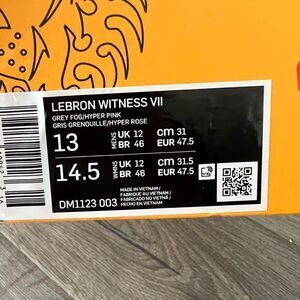 LEBRON WITNESS VII
GREY FOG/HYPER PINK
GRIS GRENOUILLE/HYPER ROSE
13 MENS UK 12 CM 31
BR 46 EUR 47.5
14.5 WMNS UK 12 CM 31.5
BR 46 EUR 47.5
MADE IN VIETNAM /
FABRIQUE AU VIETNAM /
FABRICADO NO VIETNÃ /
HECHO EN VIETNAM
DM1123 003